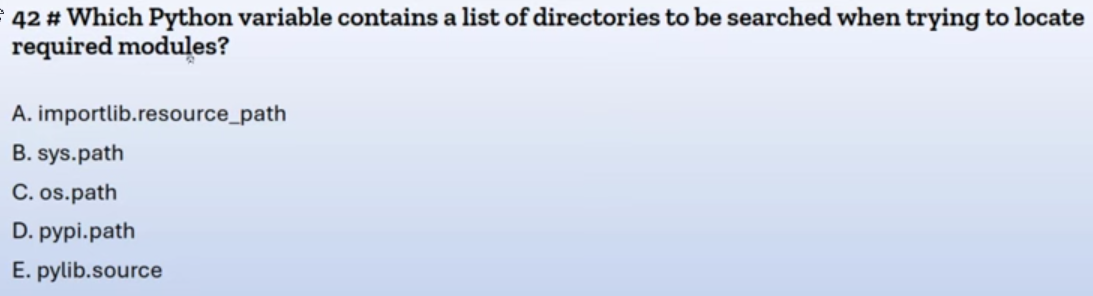 42 # Which Python variable contains a list of directories to be searched when trying to locate
required modules?
A. importlib.resource_path
B. sys.path
C. os.path
D. pypi.path
E. pylib.source